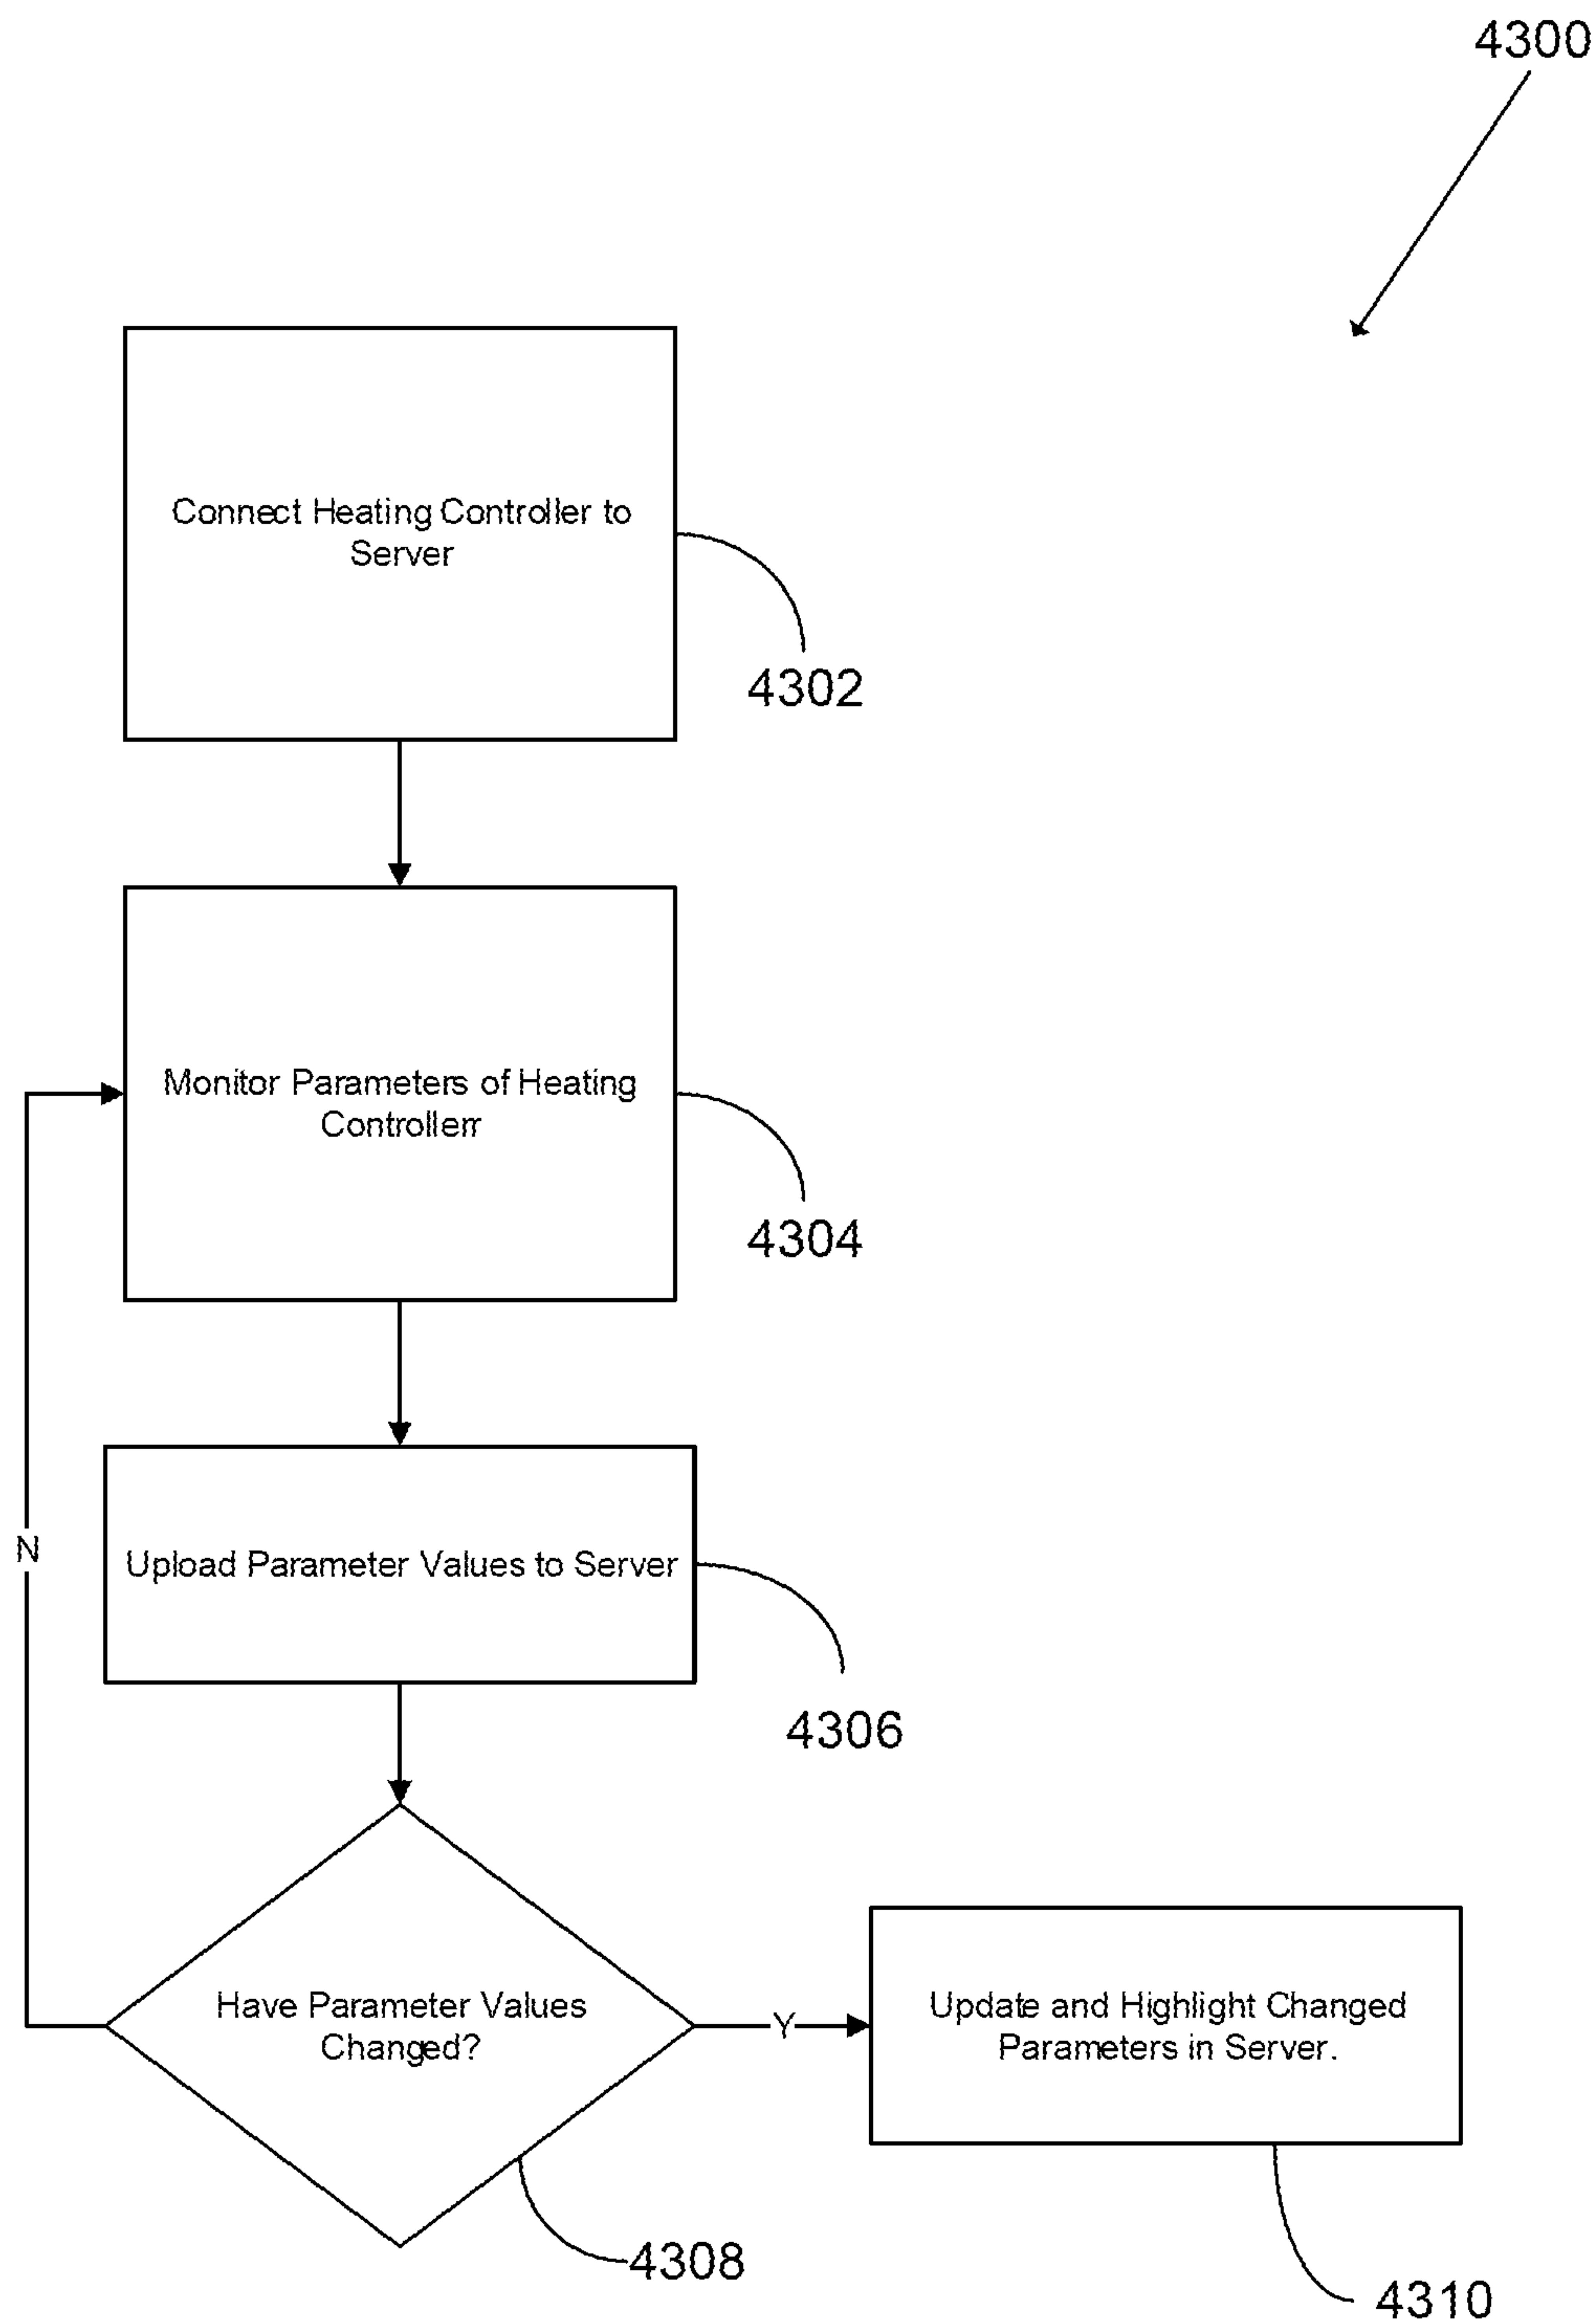 4300
Connect Heating Controller to
Server
4302
Monitor Parameters of Heating
Controllerr
4304
N
Upload Parameter Values to Server
4306
Have Parameter Values
Changed?
Y
Update and Highlight Changed
Parameters in Server.
4308
4310